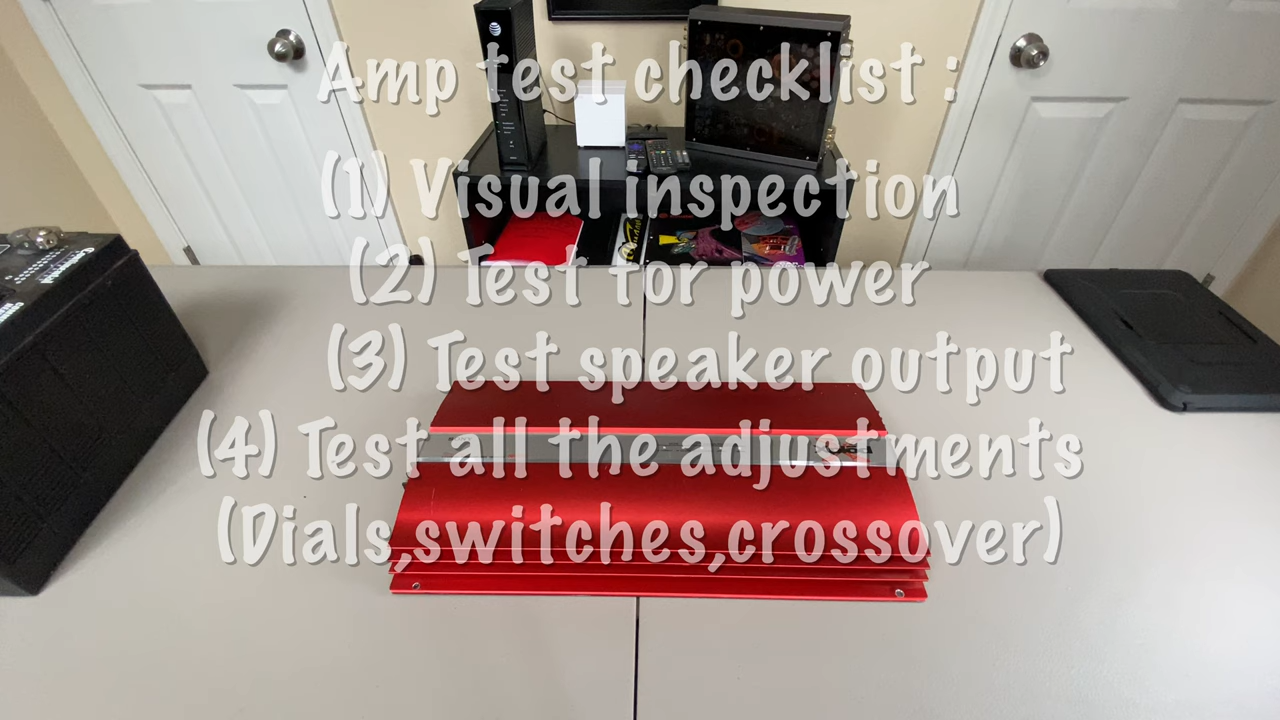 Amp test checklist :
(1) Visual inspection
(2) Test for power
(3) Test speaker output
(4) Test all the adjustments
(Dials,switches,crossover)
AT&T